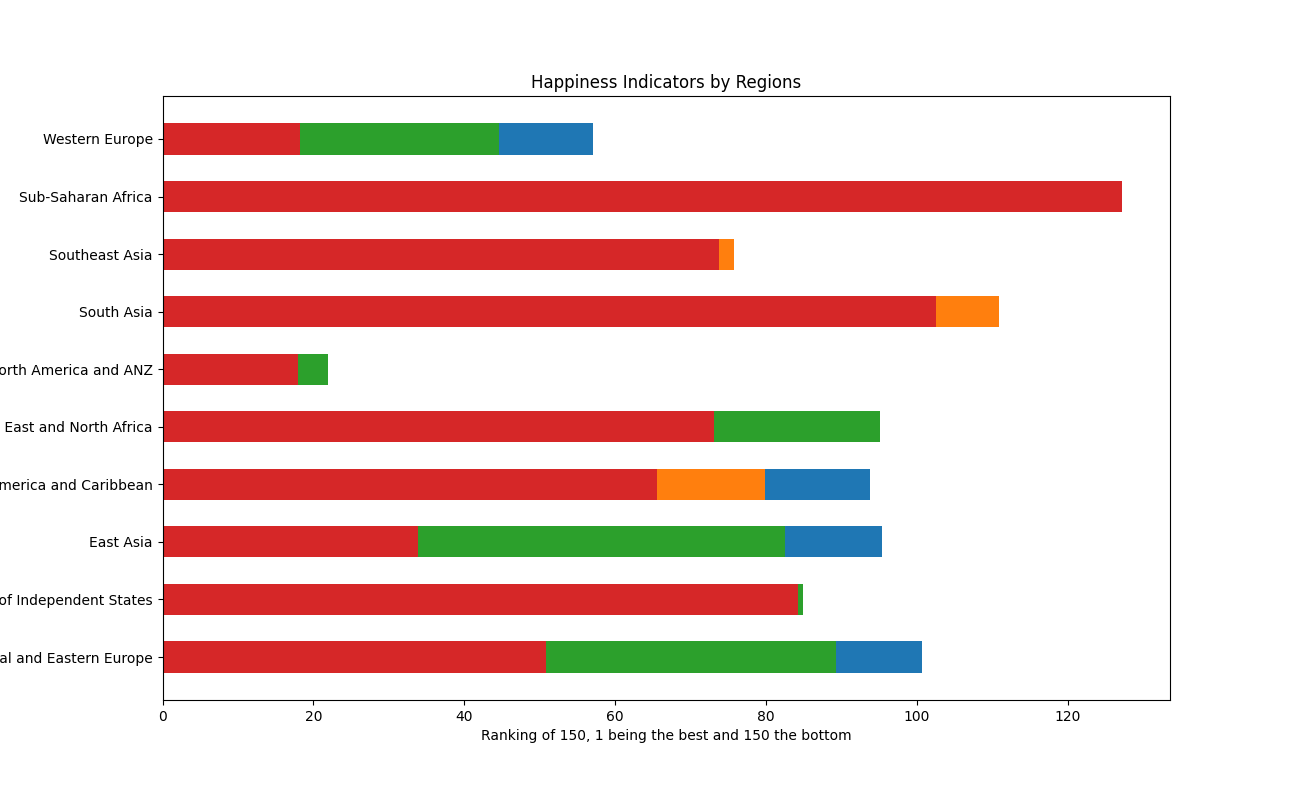 Happiness Indicators by Regions
Western Europe
Sub-Saharan Africa
Southeast Asia
South Asia
orth America and ANZ
East and North Africa
merica and Caribbean
East Asia
of Independent States
al and Eastern Europe
0 20 40 60 80 100 120
Ranking of 150, 1 being the best and 150 the bottom